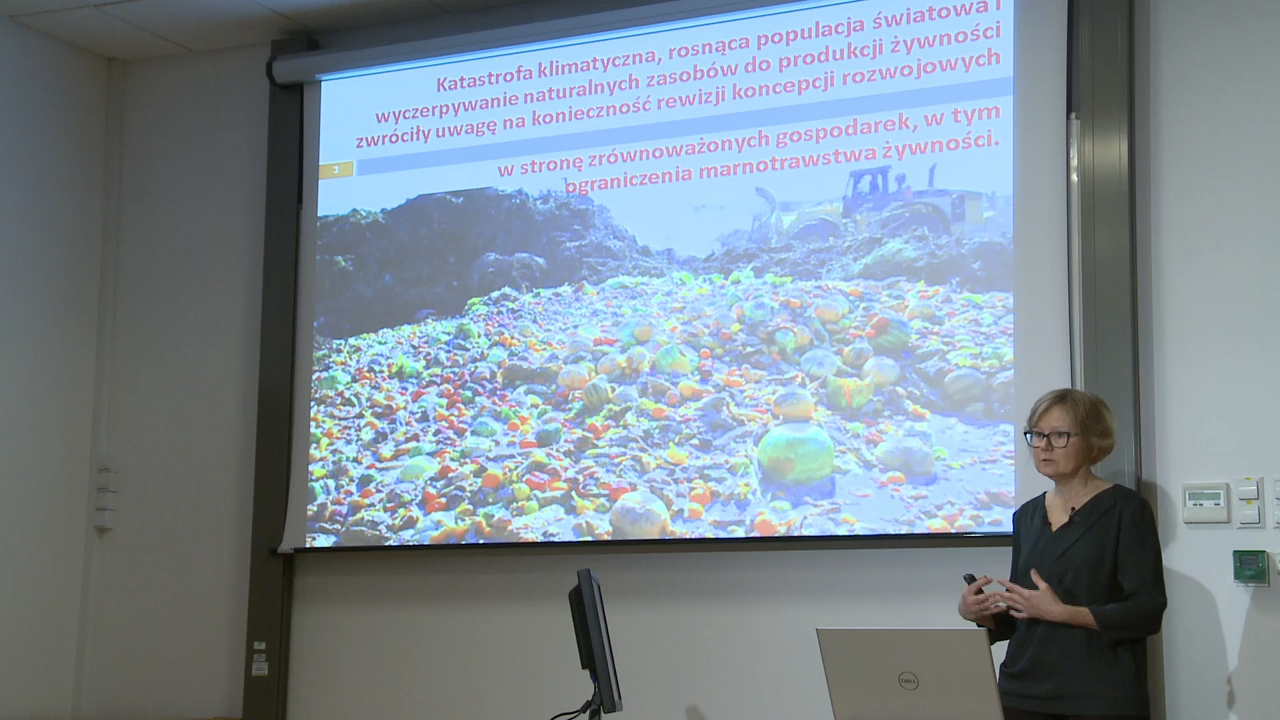 Katastrofa klimatyczna, rosnąca populacja światowa i
wyczerpywanie naturalnych zasobów do produkcji żywności
zwróciły uwagę na konieczność rewizji koncepcji rozwojowych
3
w stronę zrównoważonych gospodarek, w tym
ograniczenia marnotrawstwa żywności.
DELL